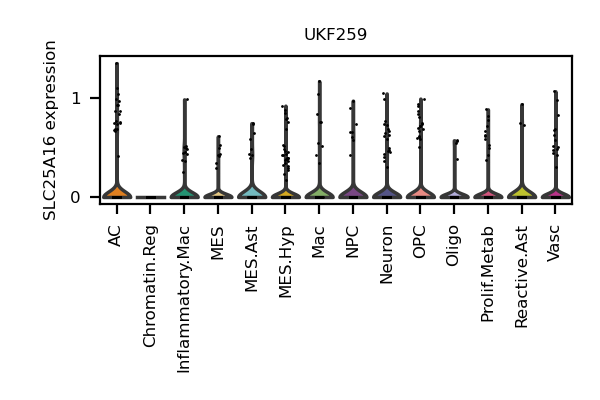 UKF259
SLC25A16 expression
1
0
AC
Chromatin.Reg
Inflammatory.Mac
MES
MES.Ast
MES.Hyp
Mac
NPC
Neuron
OPC
Oligo
Prolif.Metab
Reactive.Ast
Vasc